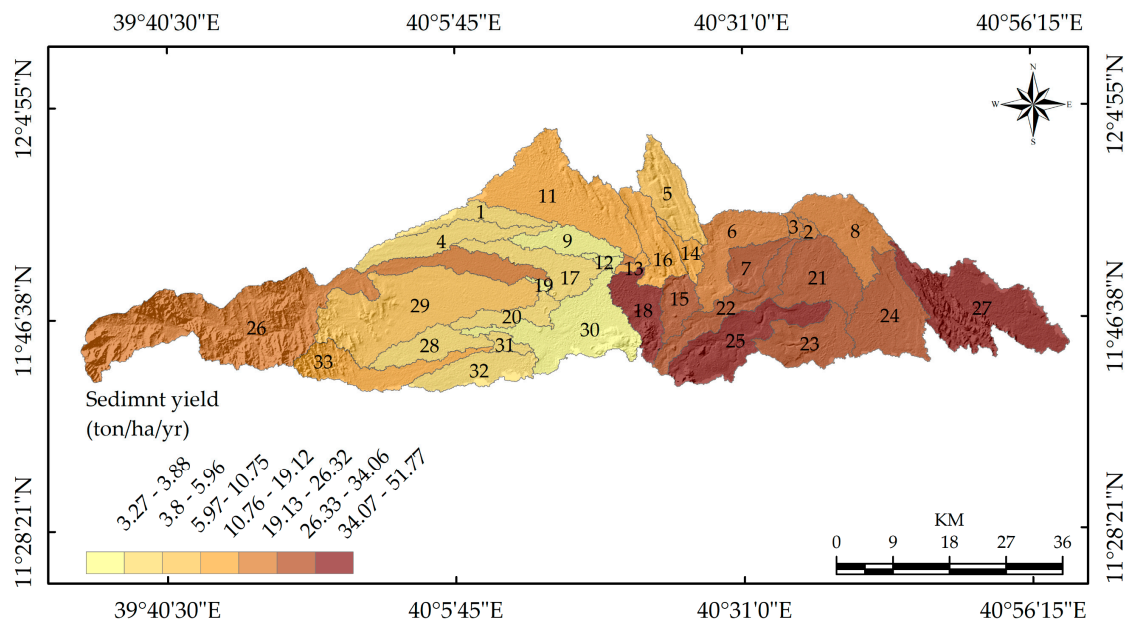 39°40'30"E 40°5'45"E 40°31'0"E 40°56'15"E
12°4'55"N 12°4'55"N
N
W E
S
5
11
1 6 3 2 8
4 9
12 13 16 14 7 21
17
19 15
29 18 22 24 27
26 20 30 25
28 31 23
33 32
11°46'38"N 11°46'38"N
Sedimnt yield
(ton/ha/yr)
3.27 - 3.88
3.8 - 5.96
5.97- 10.75
10.76 - 19.12
19.13 - 26.32
26.33 - 34.06
34.07 - 51.77
11°28'21"N 11°28'21"N
KM
0 9 18 27 36
39°40'30"E 40°5'45"E 40°31'0"E 40°56'15"E